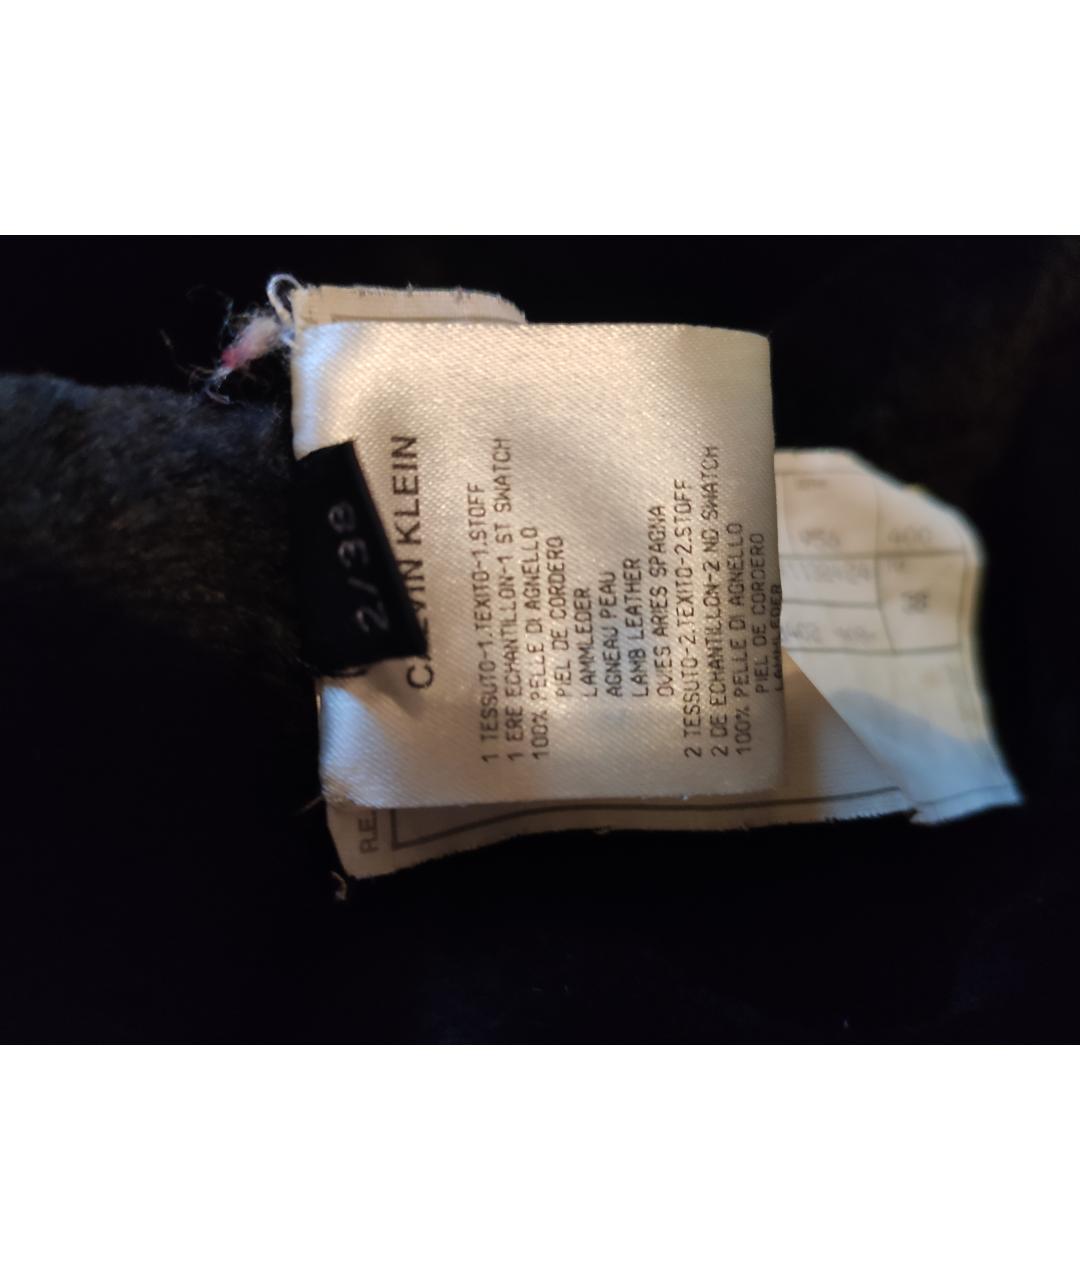 2/38
CALVIN KLEIN
1 TESSUTO-1.TEXITO-1.STOFF
1 ERE ECHANTILLON-1 ST SWATCH
100% PELLE DI AGNELLO
PIEL DE CORDERO
LAMMLEDER
AGNEAU PEAU
LAMB LEATHER
OVIES ARIES SPAGNA
2 TESSUTO-2.TEXITO-2.STOFF
2 DE ECHANTILLON-2 ND SWATCH
100% PELLE DI AGNELLO
PIEL DE CORDERO
LAMMLEDER
R.E.
400
38